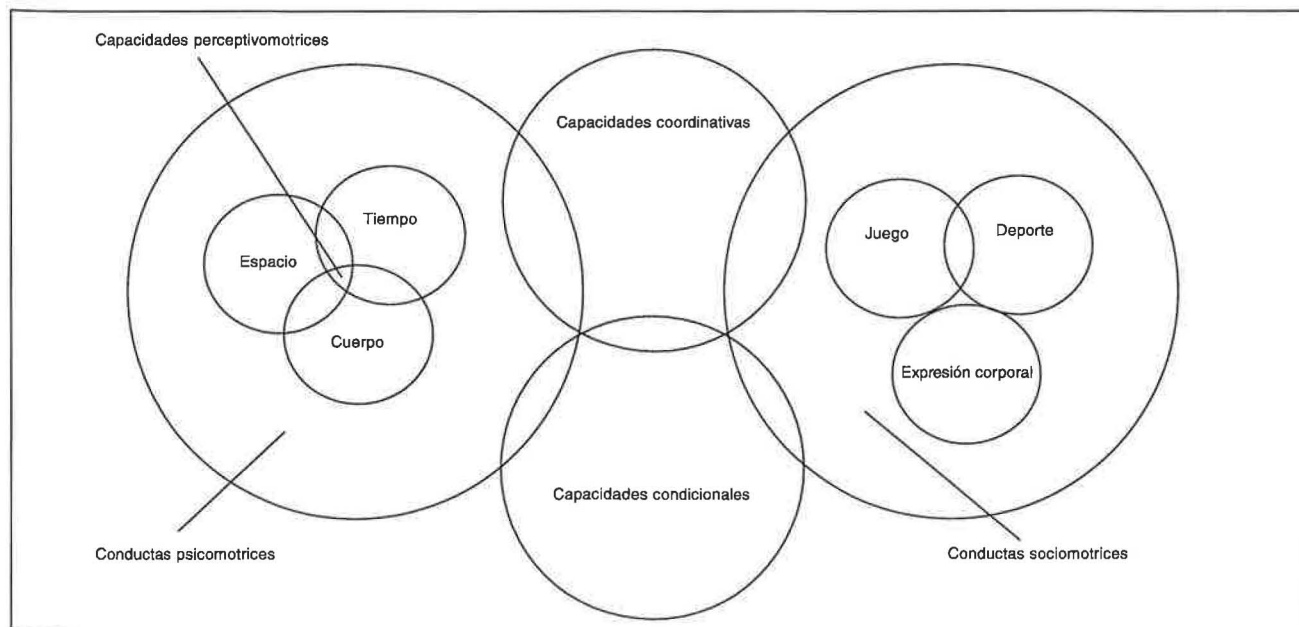 Capacidades perceptivomotrices
Capacidades coordinativas
Tiempo
Espacio
Cuerpo
Juego
Deporte
Expresión corporal
Capacidades condicionales
Conductas psicomotrices
Conductas sociomotrices